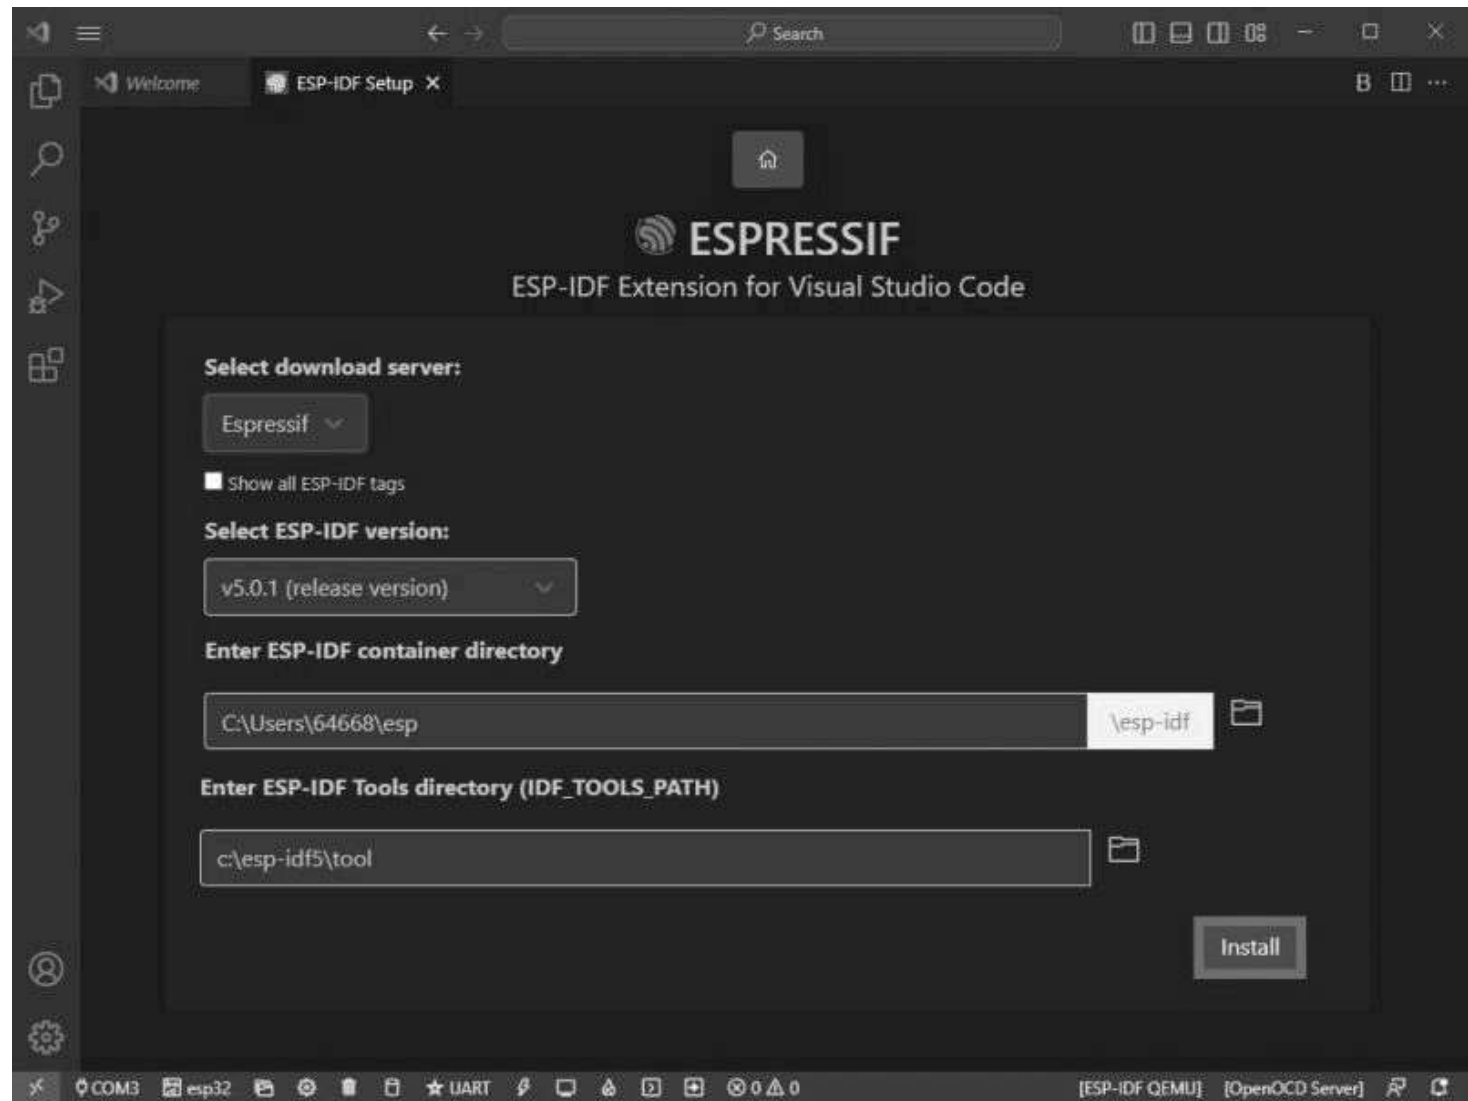 Search
Welcome
ESP-IDF Setup
B
ESPRESSIF
ESP-IDF Extension for Visual Studio Code
Select download server:
Espressif
Show all ESP-IDF tags
Select ESP-IDF version:
v5.0.1 (release version)
Enter ESP-IDF container directory
C:\Users\64668\esp \esp-idf
Enter ESP-IDF Tools directory (IDF_TOOLS_PATH)
c:\esp-idf5\tool
Install
COM3 esp32 UART 0 0 [ESP-IDF QEMU] [OpenOCD Server]